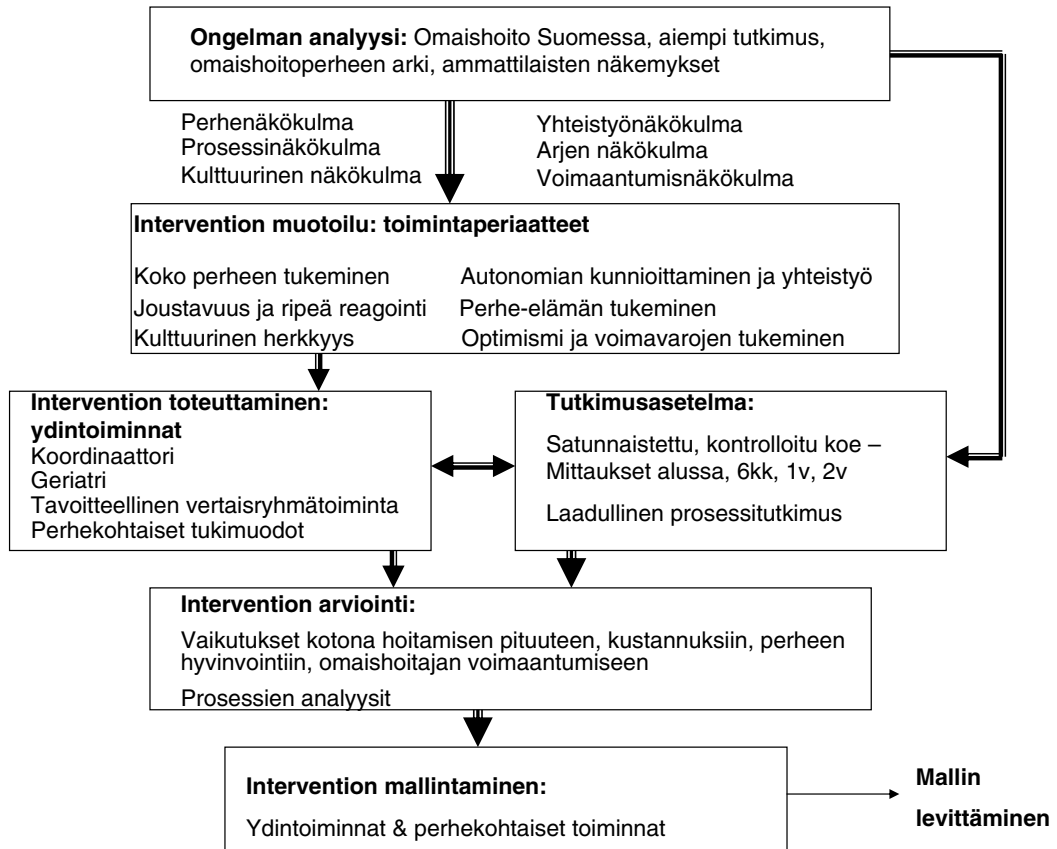 Ongelman analyysi: Omaishoito Suomessa, aiempi tutkimus,
omaishoitoperheen arki, ammattilaisten näkemykset
Perhenäkökulma
Prosessinäkökulma
Kulttuurinen näkökulma
Yhteistyönäkökulma
Arjen näkökulma
Voimaantumisnäkökulma
Intervention muotoilu: toimintaperiaatteet
Koko perheen tukeminen
Joustavuus ja ripeä reagointi
Kulttuurinen herkkyys
Autonomian kunnioittaminen ja yhteistyö
Perhe-elämän tukeminen
Optimismi ja voimavarojen tukeminen
Intervention toteuttaminen:
ydintoiminnat
Koordinaattori
Geriatri
Tavoitteellinen vertaisryhmätoiminta
Perhekohtaiset tukimuodot
Tutkimusasetelma:
Satunnaistettu, kontrolloitu koe –
Mittaukset alussa, 6kk, 1v, 2v
Laadullinen prosessitutkimus
Intervention arviointi:
Vaikutukset kotona hoitamisen pituuteen, kustannuksiin, perheen
hyvinvointiin, omaishoitajan voimaantumiseen
Prosessien analyysit
Intervention mallintaminen:
Ydintoiminnat & perhekohtaiset toiminnat
Mallin
levittäminen